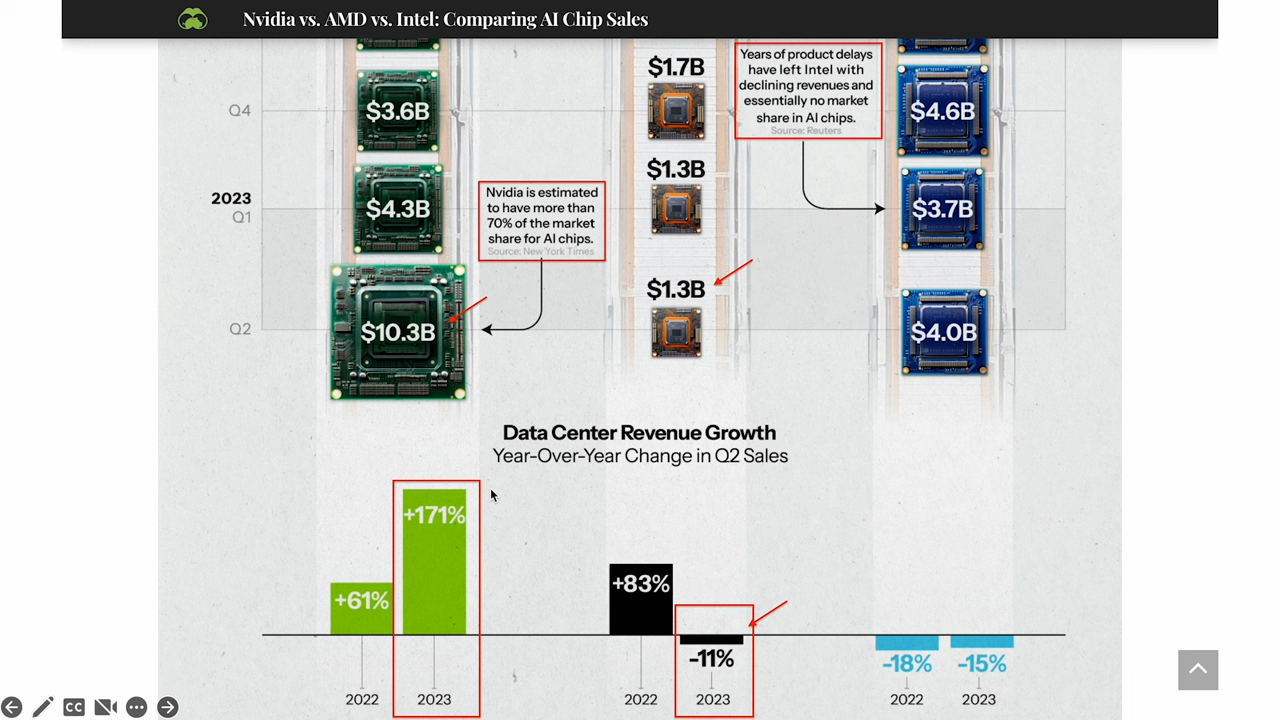 Nvidia vs. AMD vs. Intel: Comparing AI Chip Sales
Q4
$3.6B
$1.7B
Years of product delays
have left Intel with
declining revenues and
essentially no market
share in AI chips.
Source: Reuters
$4.6B
2023
Q1
$4.3B
Nvidia is estimated
to have more than
70% of the market
share for AI chips.
Source: New York Times
$1.3B
$3.7B
Q2
$10.3B
$1.3B
$4.0B
Data Center Revenue Growth
Year-Over-Year Change in Q2 Sales
+61%
+171%
+83%
-11%
-18%
-15%
2022
2023
2022
2023
2022
2023
CC